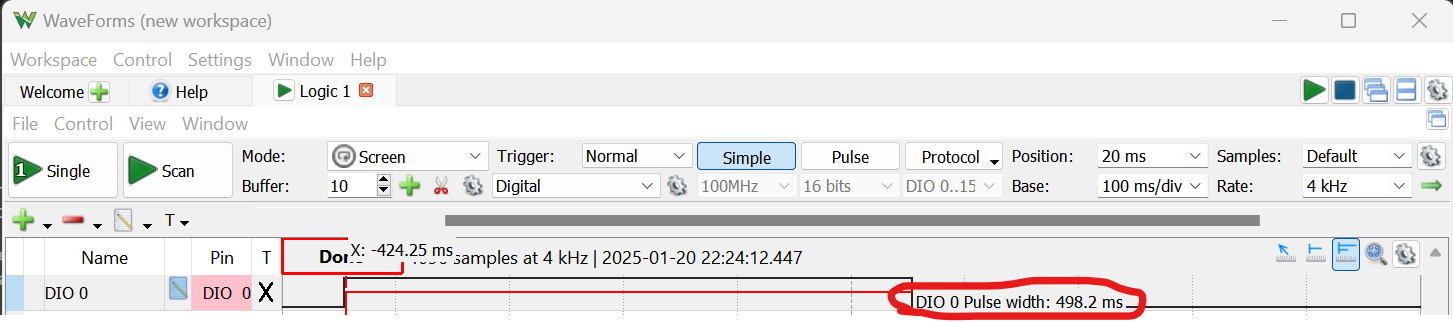 WaveForms (new workspace)
Workspace Control Settings Window Help
Welcome Help Logic 1
File Control View Window
Mode: Screen Trigger: Normal Simple Pulse Protocol Position: 20 ms Samples: Default
1 Single Scan
Buffer: 10 Digital 100MHz 16 bits DIO 0..15 Base: 100 ms/div Rate: 4 kHz
T
Name Pin T X: -424.25 ms samples at 4 kHz | 2025-01-20 22:24:12.447
DIO 0 DIO 0 X DIO 0 Pulse width: 498.2 ms